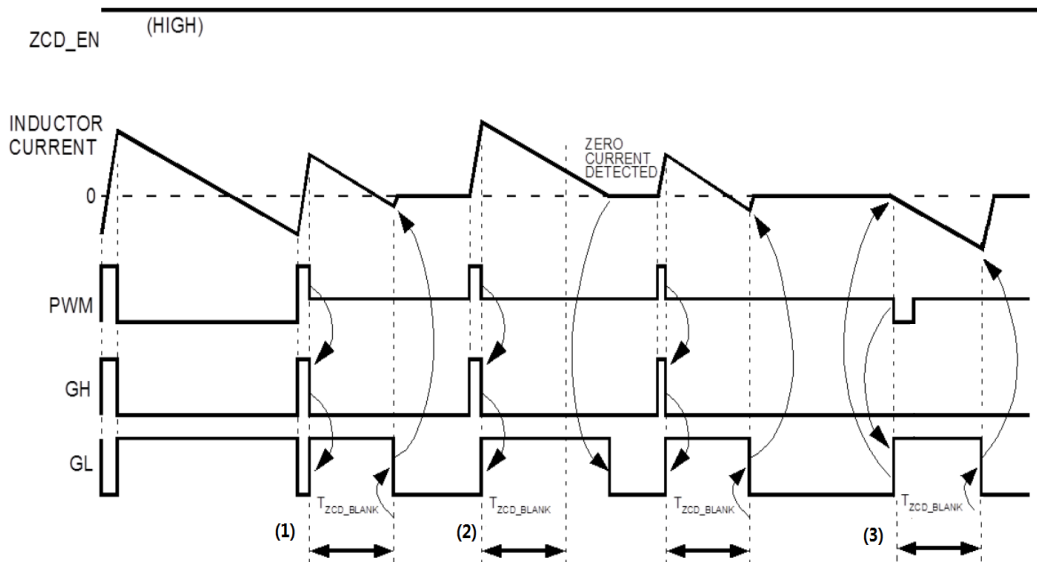 (HIGH)
ZCD_EN
INDUCTOR
CURRENT
ZERO
CURRENT
DETECTED
0
PWM
GH
GL
TZCD_BLANK
TZCD_BLANK
TZCD_BLANK
TZCD_BLANK
(1)
(2)
(3)